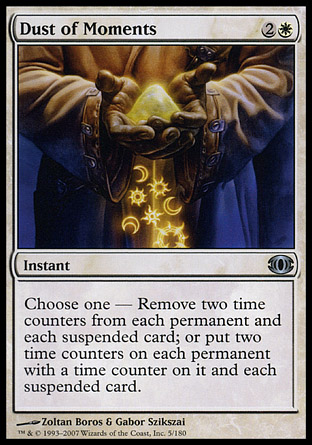 Dust of Moments 2
Instant
Choose one — Remove two time
counters from each permanent and
each suspended card; or put two
time counters on each permanent
with a time counter on it and each
suspended card.
Zoltan Boros & Gabor Szikszai
™ & © 1993–2007 Wizards of the Coast, Inc. 5/180